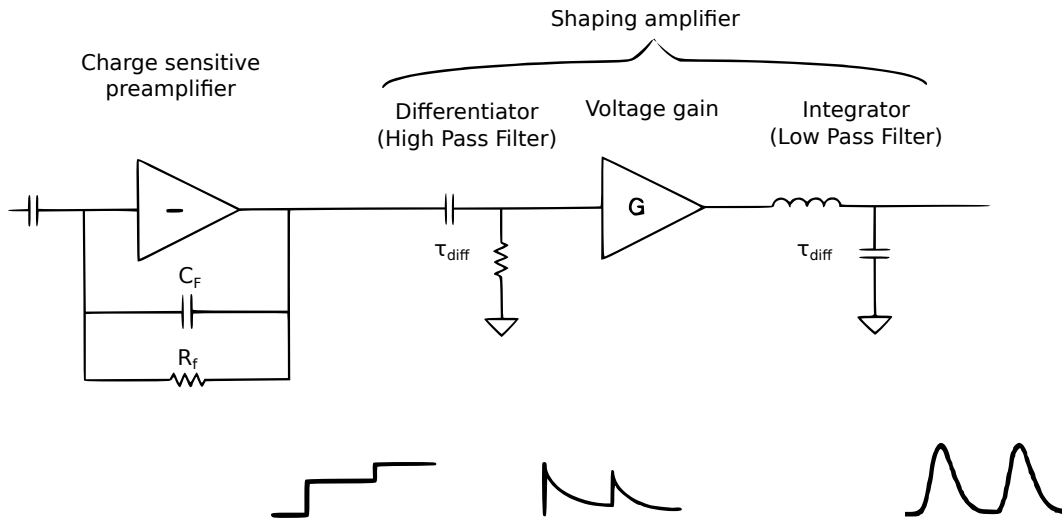 Shaping amplifier
Charge sensitive
preamplifier
Differentiator
(High Pass Filter)
Voltage gain
Integrator
(Low Pass Filter)
-
G
τdiff
τdiff
CF
Rf